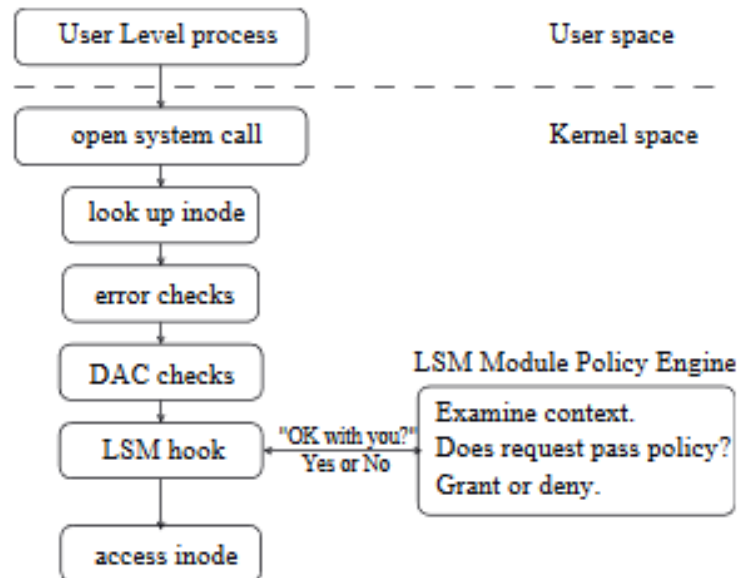 User Level process
User space
open system call
Kernel space
look up inode
error checks
DAC checks
LSM Module Policy Engine
LSM hook
"OK with you?"
Yes or No
Examine context.
Does request pass policy?
Grant or deny.
access inode